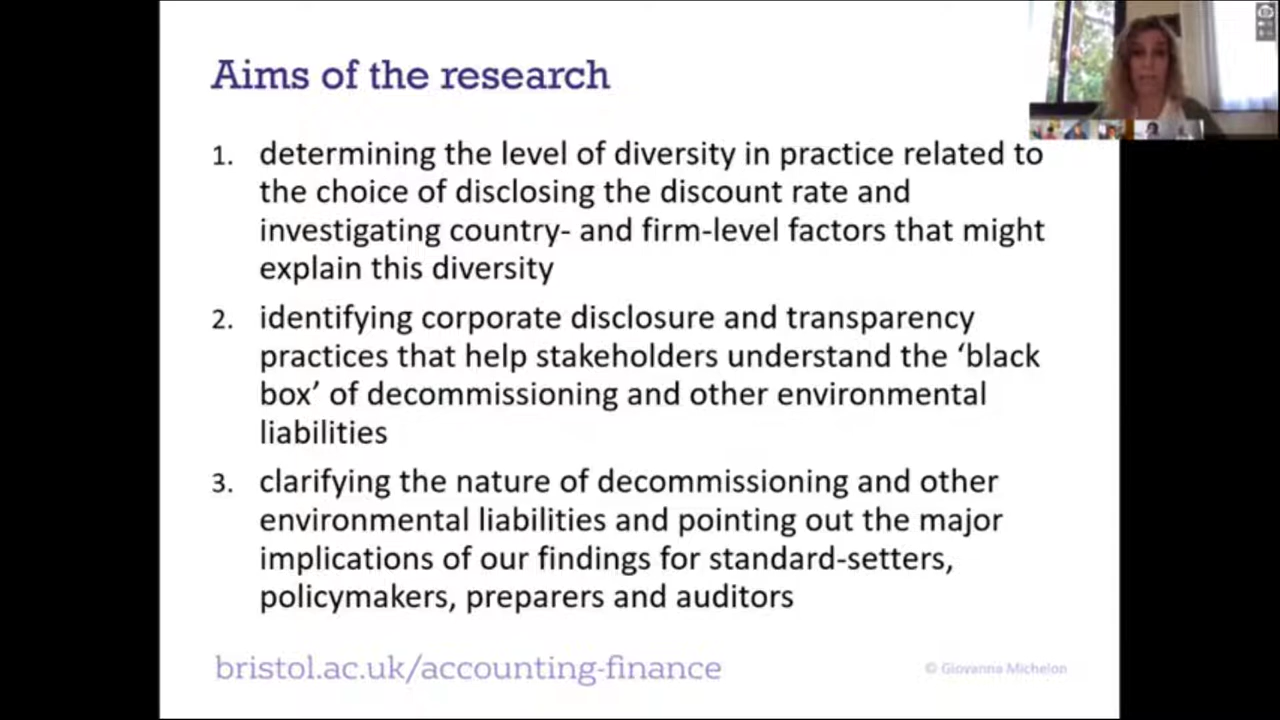 Aims of the research
1. determining the level of diversity in practice related to
the choice of disclosing the discount rate and
investigating country- and firm-level factors that might
explain this diversity
2. identifying corporate disclosure and transparency
practices that help stakeholders understand the ‘black
box’ of decommissioning and other environmental
liabilities
3. clarifying the nature of decommissioning and other
environmental liabilities and pointing out the major
implications of our findings for standard-setters,
policymakers, preparers and auditors
bristol.ac.uk/accounting-finance
© Giovanna Michelon